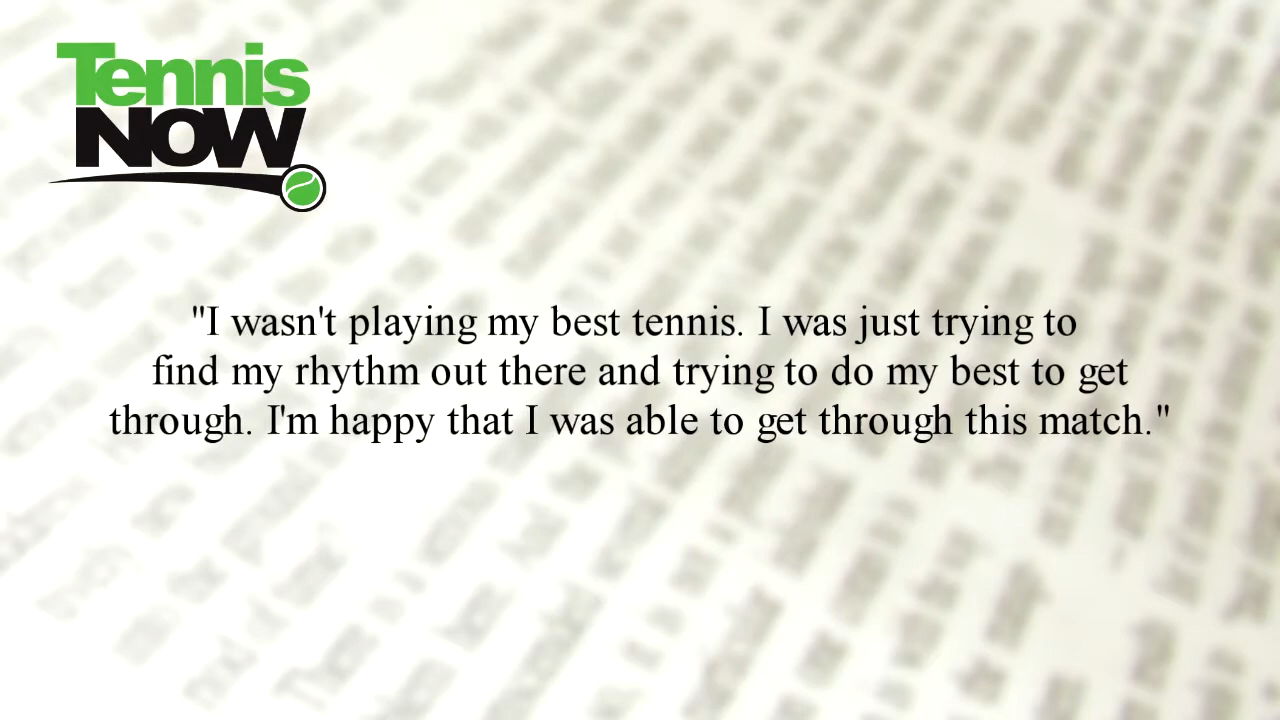 Tennis
NOW
"I wasn't playing my best tennis. I was just trying to
find my rhythm out there and trying to do my best to get
through. I'm happy that I was able to get through this match."